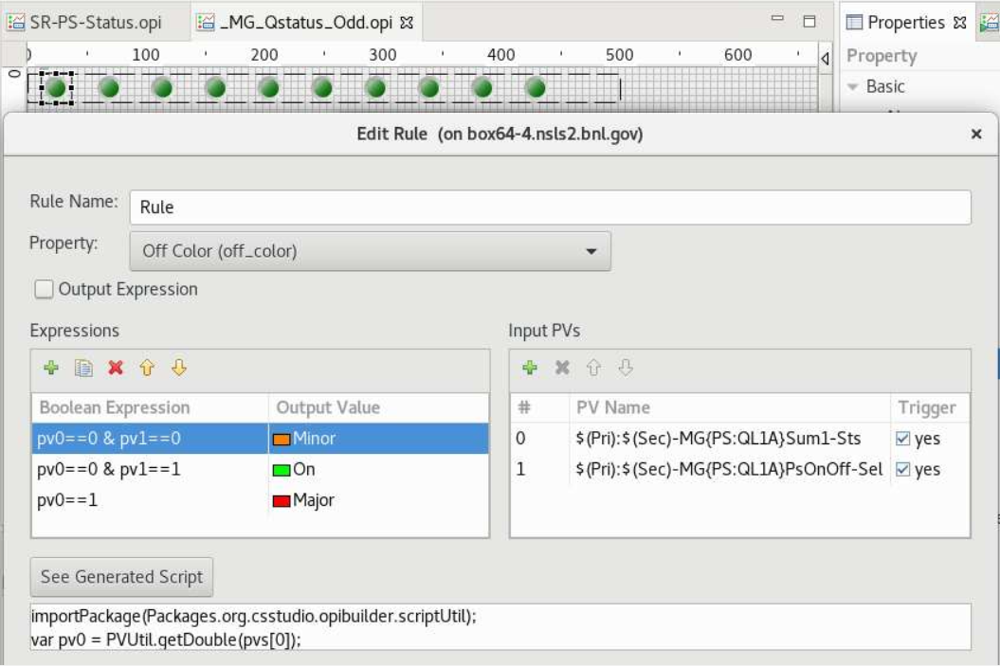 SR-PS-Status.opi
_MG_Qstatus_Odd.opi
Properties
100 200 300 400 500 600
0
Property
Basic
Edit Rule (on box64-4.nsls2.bnl.gov)
Rule Name: Rule
Property: Off Color (off_color)
Output Expression
Expressions
Input PVs
Boolean Expression Output Value
# PV Name Trigger
pv0==0 & pv1==0 Minor
0 $(Pri):$(Sec)-MG{PS:QL1A}Sum1-Sts yes
pv0==0 & pv1==1 On
1 $(Pri):$(Sec)-MG{PS:QL1A}PsOnOff-Sel yes
pv0==1 Major
See Generated Script
importPackage(Packages.org.csstudio.opibuilder.scriptUtil);
var pv0 = PVUtil.getDouble(pvs[0]);